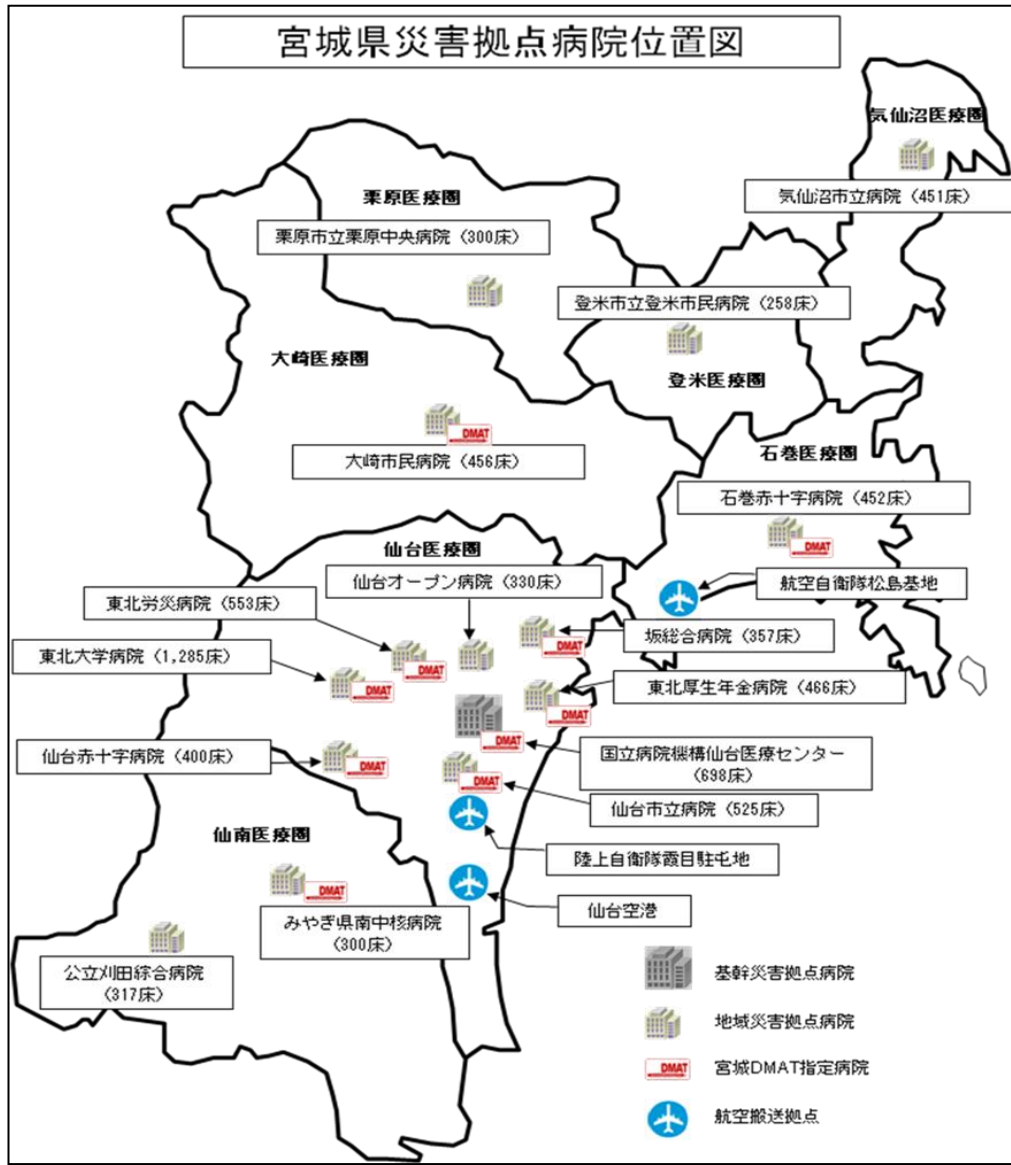 宮城県災害拠点病院位置図
気仙沼医療圏
気仙沼市立病院（451床）
栗原医療圏
栗原市立栗原中央病院（300床）
登米市立登米市民病院（258床）
登米医療圏
大崎医療圏
DMAT
大崎市民病院（456床）
石巻医療圏
石巻赤十字病院（452床）
DMAT
航空自衛隊松島基地
仙台医療圏
仙台オープン病院（330床）
東北労災病院（553床）
DMAT
東北大学病院（1,285床）
DMAT
坂総合病院（357床）
DMAT
東北厚生年金病院（466床）
DMAT
国立病院機構仙台医療センター
（698床）
DMAT
仙台赤十字病院（400床）
DMAT
仙台市立病院（525床）
DMAT
陸上自衛隊霞目駐屯地
仙台空港
仙南医療圏
DMAT
みやぎ県南中核病院
（300床）
公立刈田綜合病院
（317床）
基幹災害拠点病院
地域災害拠点病院
DMAT
宮城DMAT指定病院
航空搬送拠点